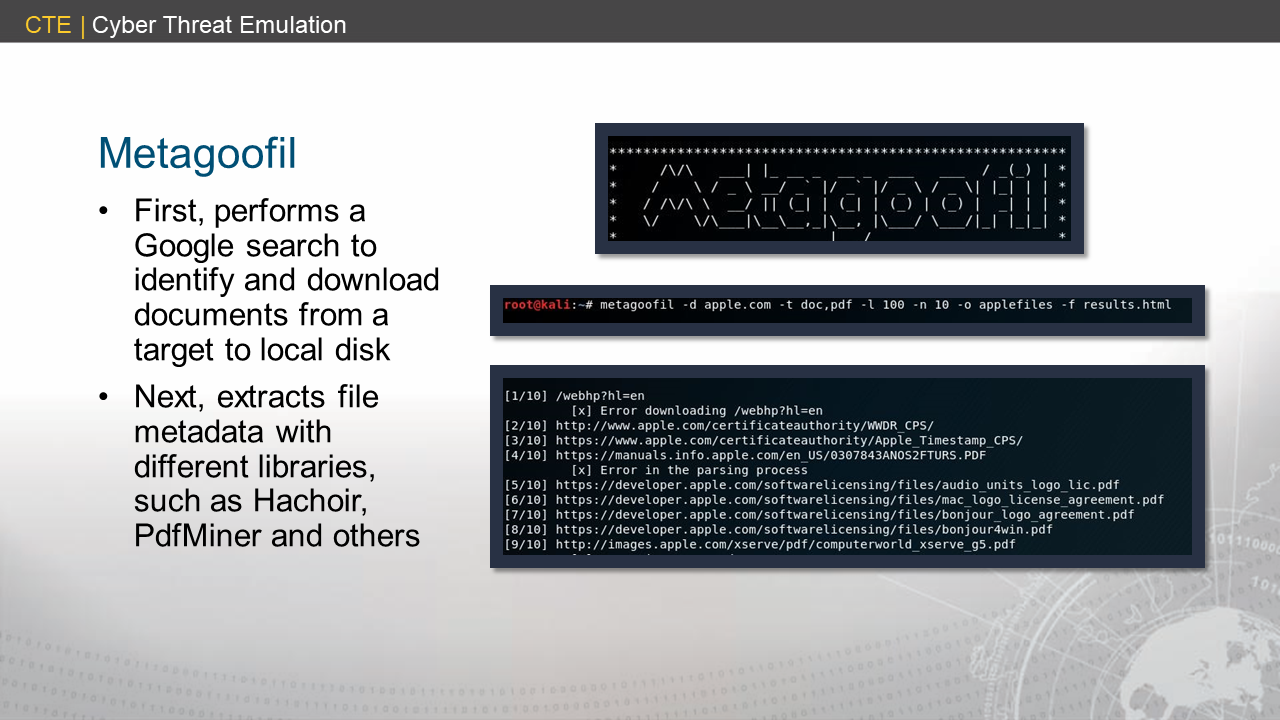 CTE | Cyber Threat Emulation
Metagoofil
• First, performs a
Google search to
identify and download
documents from a
target to local disk
• Next, extracts file
metadata with
different libraries,
such as Hachoir,
PdfMiner and others
Metagoofil
root@kali:~# metagoofil -d apple.com -t doc,pdf -l 100 -n 10 -o applefiles -f results.html
[1/10] /webhp?hl=en
[x] Error downloading /webhp?hl=en
[2/10] http://www.apple.com/certificateauthority/WWDR_CPS/
[3/10] https://www.apple.com/certificateauthority/Apple_Timestamp_CPS/
[4/10] https://manuals.info.apple.com/en_US/0307843ANOS2FTURS.PDF
[x] Error in the parsing process
[5/10] https://developer.apple.com/softwarelicensing/files/audio_units_logo_lic.pdf
[6/10] https://developer.apple.com/softwarelicensing/files/mac_logo_license_agreement.pdf
[7/10] https://developer.apple.com/softwarelicensing/files/bonjour_logo_agreement.pdf
[8/10] https://developer.apple.com/softwarelicensing/files/bonjour4win.pdf
[9/10] http://images.apple.com/xserve/pdf/computerworld_xserve_g5.pdf